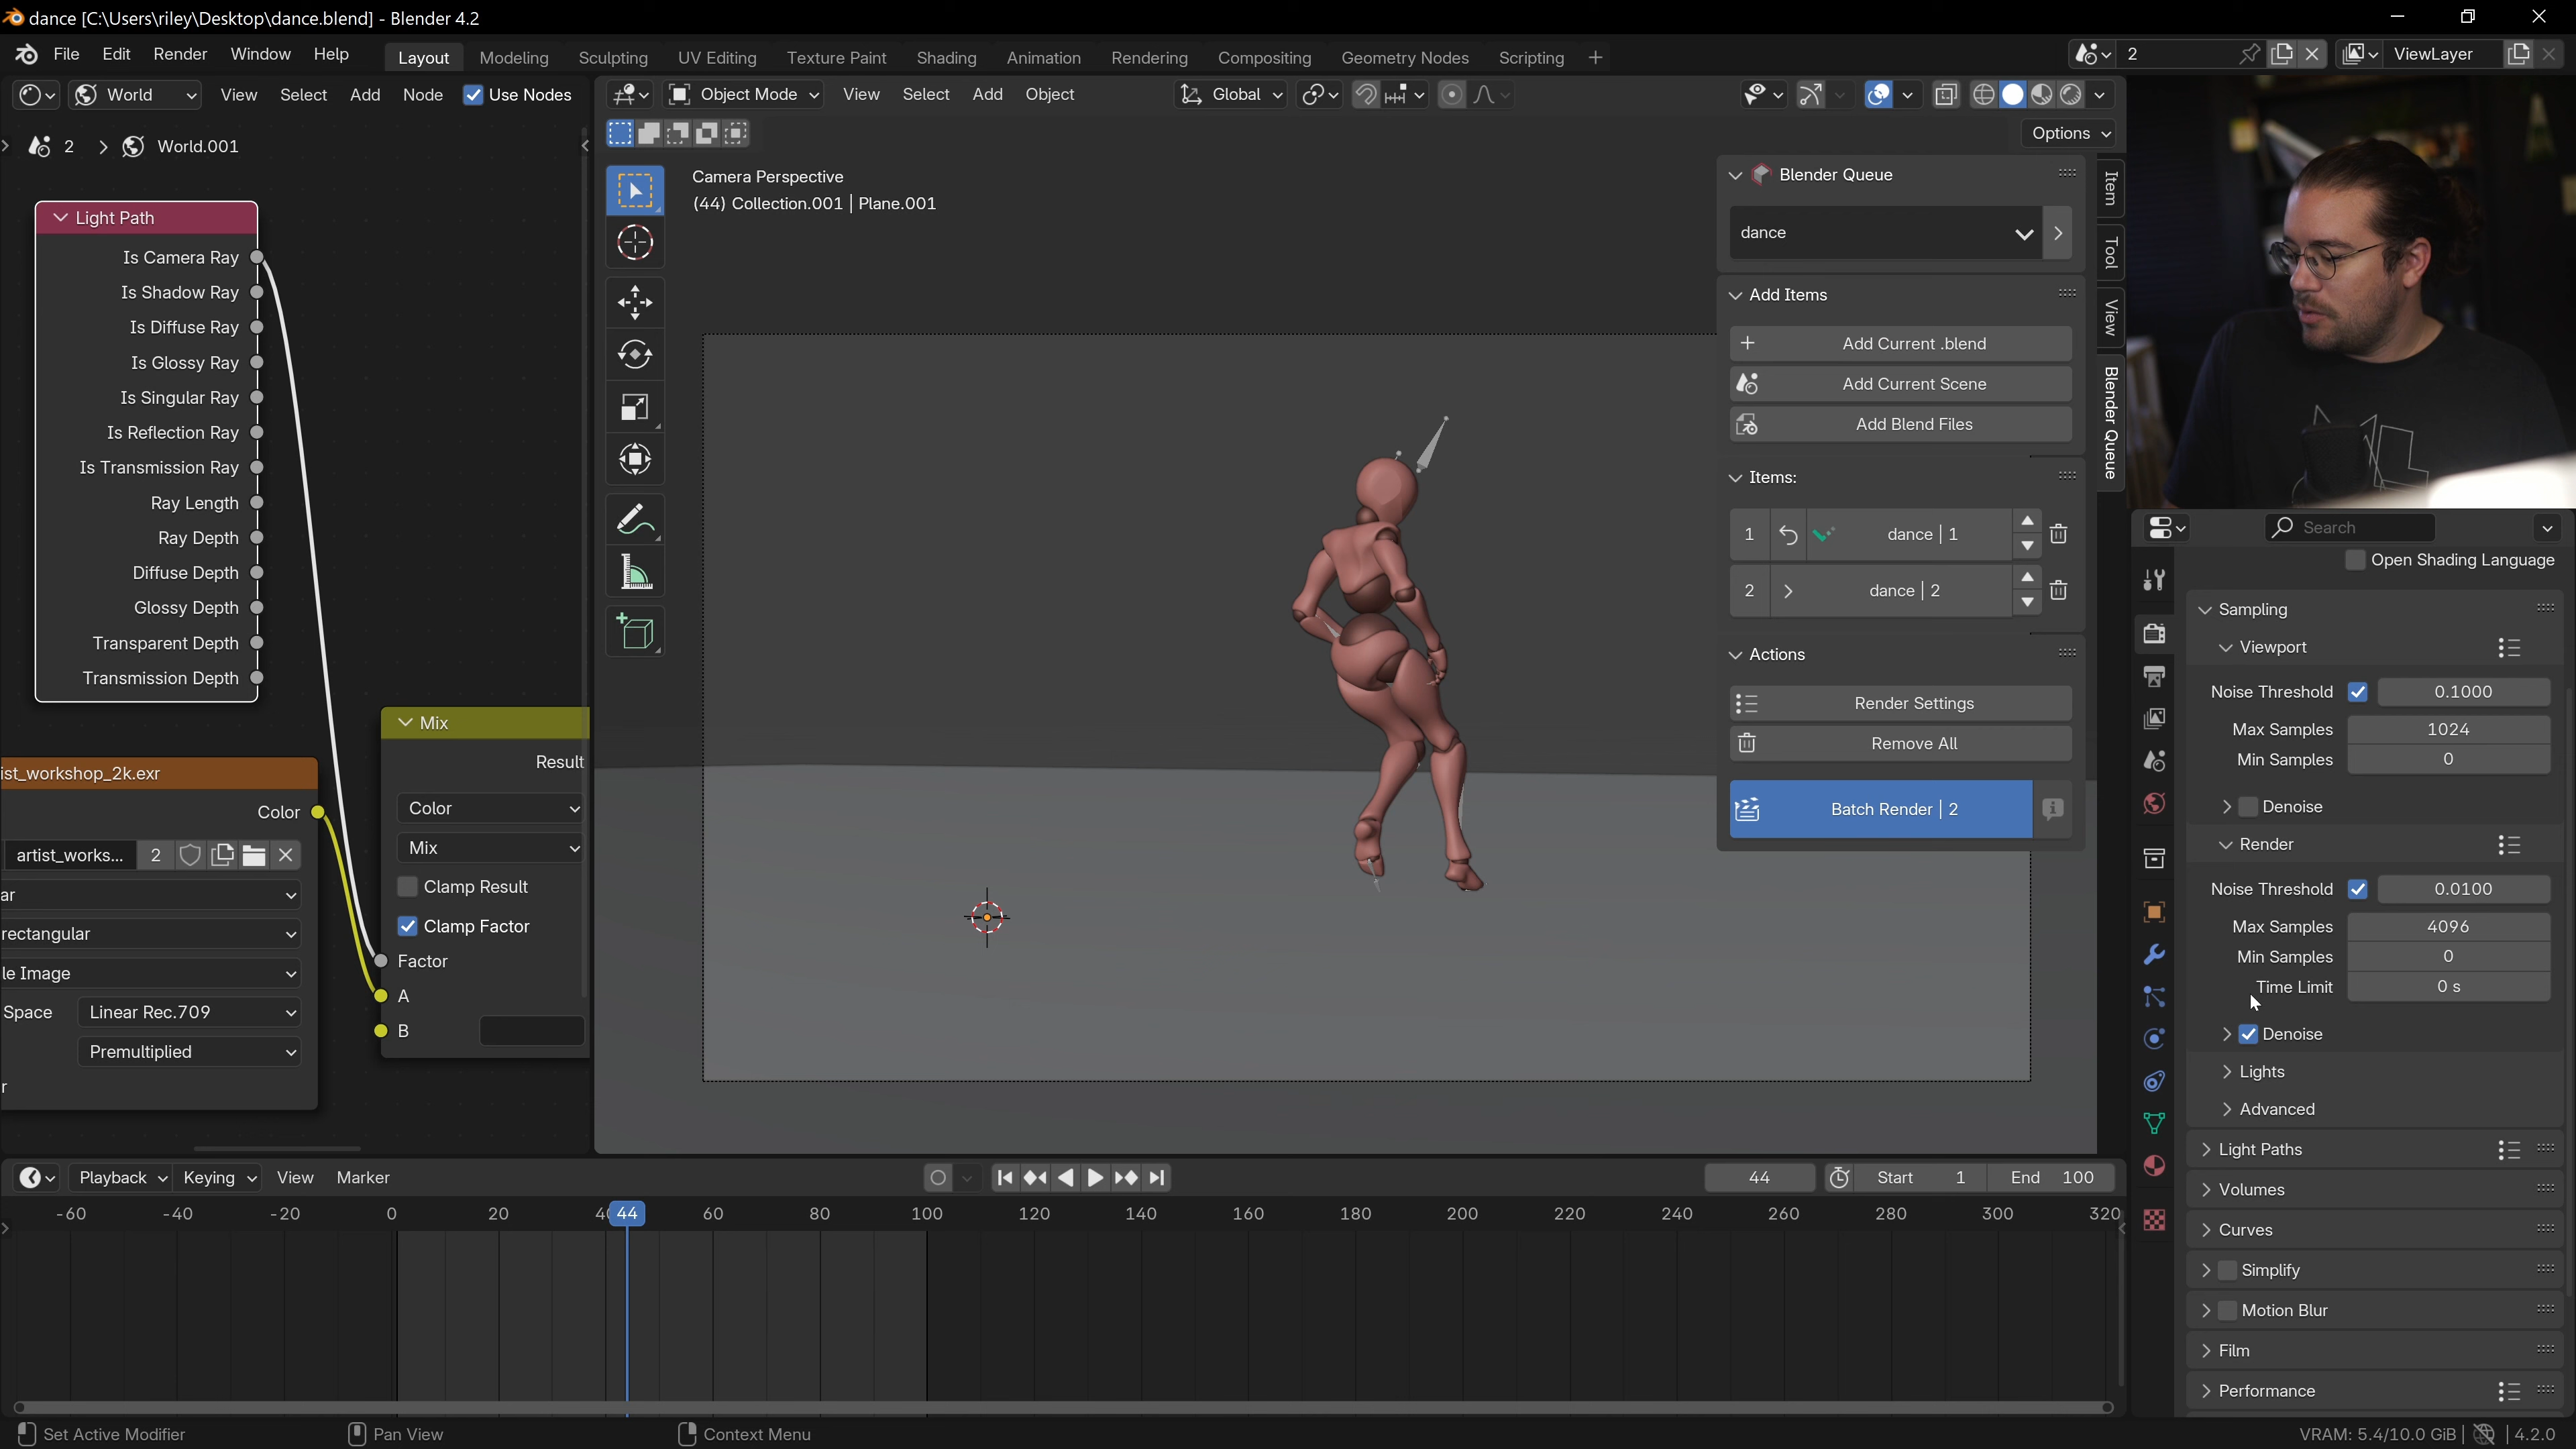 dance [C:\Users\riley\Desktop\dance.blend] - Blender 4.2
File Edit Render Window Help
Layout Modeling Sculpting UV Editing Texture Paint Shading Animation Rendering Compositing Geometry Nodes Scripting +
2
ViewLayer
World View Select Add Node Use Nodes
Object Mode View Select Add Object
Global
Options
2 > World.001
Light Path
Is Camera Ray
Is Shadow Ray
Is Diffuse Ray
Is Glossy Ray
Is Singular Ray
Is Reflection Ray
Is Transmission Ray
Ray Length
Ray Depth
Diffuse Depth
Glossy Depth
Transparent Depth
Transmission Depth
Mix
Result
Color
Mix
Clamp Result
Clamp Factor
Factor
A
B
ist_workshop_2k.exr
Color
artist_works... 2
ar
rectangular
le Image
Space Linear Rec.709
Premultiplied
r
Camera Perspective
(44) Collection.001 | Plane.001
Blender Queue
dance
Add Items
Add Current .blend
Add Current Scene
Add Blend Files
Items:
1 dance | 1
2 dance | 2
Actions
Render Settings
Remove All
Batch Render | 2
Item
Tool
View
Blender Queue
Search
Open Shading Language
Sampling
Viewport
Noise Threshold 0.1000
Max Samples 1024
Min Samples 0
Denoise
Render
Noise Threshold 0.0100
Max Samples 4096
Min Samples 0
Time Limit 0 s
Denoise
Lights
Advanced
Light Paths
Volumes
Curves
Simplify
Motion Blur
Film
Performance
Playback Keying View Marker
44
Start 1 End 100
-60 -40 -20 0 20 40 44 60 80 100 120 140 160 180 200 220 240 260 280 300 320
Set Active Modifier
Pan View
Context Menu
VRAM: 5.4/10.0 GiB | 4.2.0